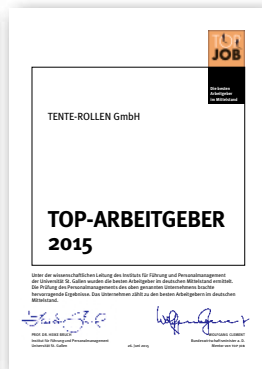 TOP
JOB
Die besten
Arbeitgeber
im Mittelstand
TENTE-ROLLEN GmbH
TOP-ARBEITGEBER
2015
Unter der wissenschaftlichen Leitung des Instituts für Führung und Personalmanagement
der Universität St. Gallen wurden die besten Arbeitgeber im deutschen Mittelstand ermittelt.
Die Prüfung des Personalmanagements des oben genannten Unternehmens brachte
hervorragende Ergebnisse. Das Unternehmen zählt zu den besten Arbeitgebern im deutschen
Mittelstand.
PROF. DR. HEIKE BRUCH
Institut für Führung und Personalmanagement
Universität St. Gallen
26. Juni 2015
WOLFGANG CLEMENT
Bundeswirtschaftsminister a. D.
Mentor von TOP JOB